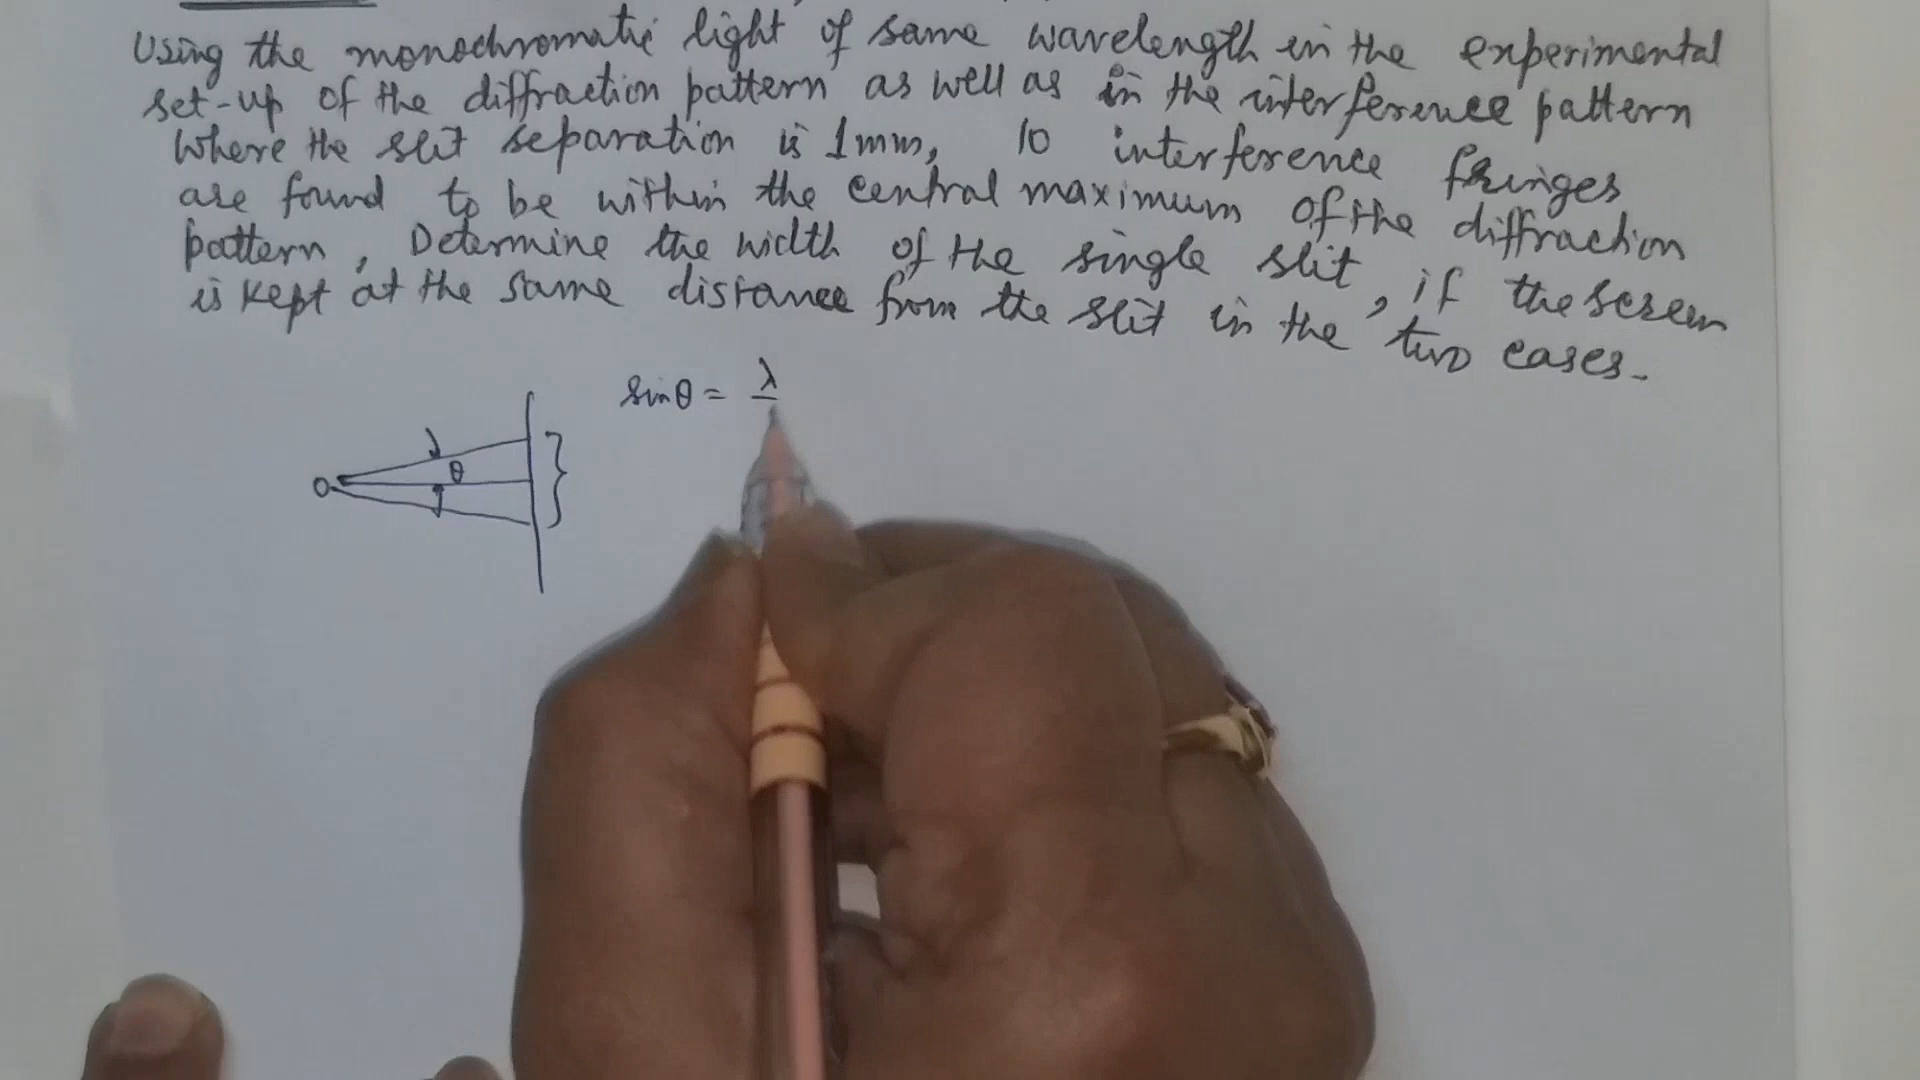 Using the monochromatic light of same wavelength in the experimental
set-up of the diffraction pattern as well as in the interference pattern
where the slit separation is 1mm, 10 interference fringes
are found to be within the central maximum of the diffraction
pattern, Determine the width of the single slit, if the screen
is kept at the same distance from the slit in the two cases.
sinθ = λ
θ